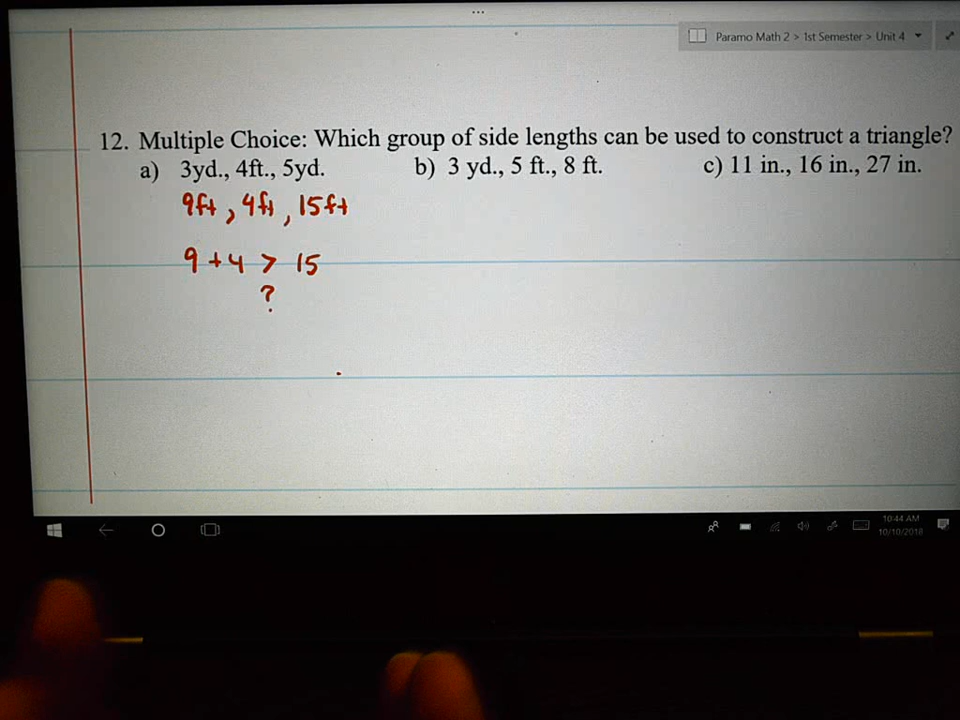 ...
Paramo Math 2 > 1st Semester > Unit 4
12. Multiple Choice: Which group of side lengths can be used to construct a triangle?
a) 3yd., 4ft., 5yd. b) 3 yd., 5 ft., 8 ft. c) 11 in., 16 in., 27 in.
9ft, 4ft, 15ft
9 + 4 > 15
?
10:44 AM
10/10/2018